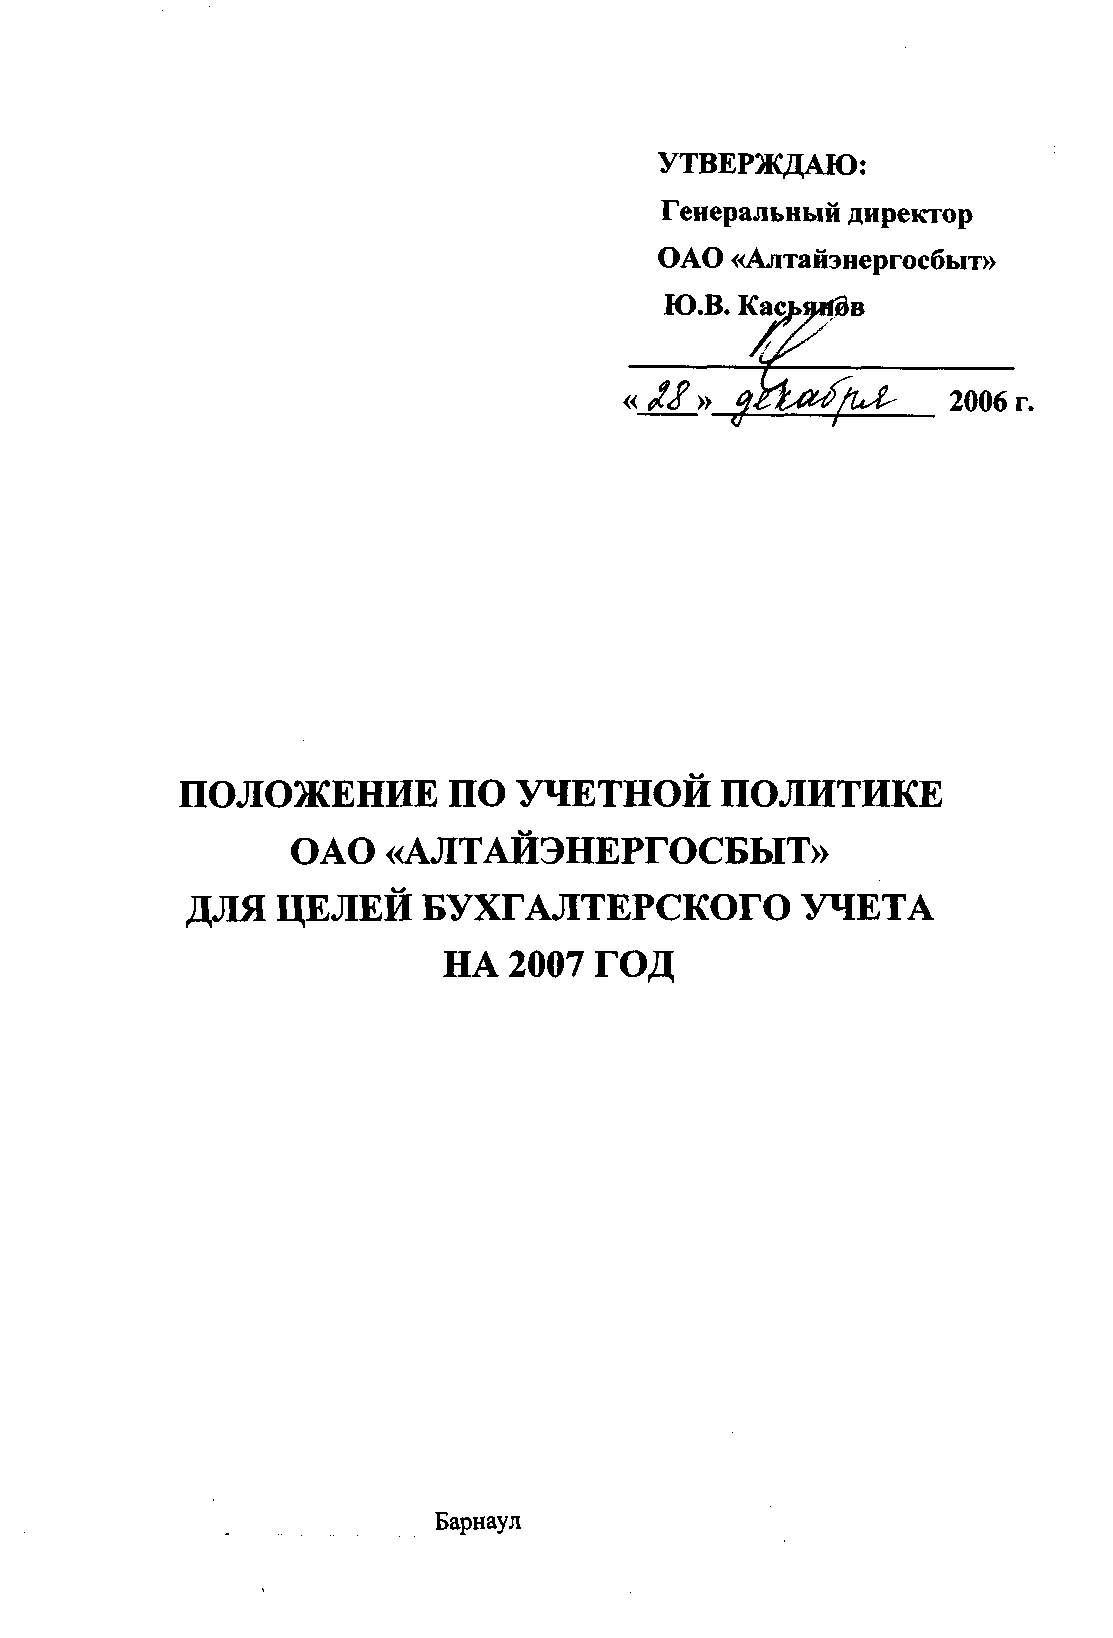 УТВЕРЖДАЮ:
Генеральный директор
ОАО «Алтайэнергосбыт»
Ю.В. Касьянов
«28» декабря 2006 г.
ПОЛОЖЕНИЕ ПО УЧЕТНОЙ ПОЛИТИКЕ
ОАО «АЛТАЙЭНЕРГОСБЫТ»
ДЛЯ ЦЕЛЕЙ БУХГАЛТЕРСКОГО УЧЕТА
НА 2007 ГОД
Барнаул